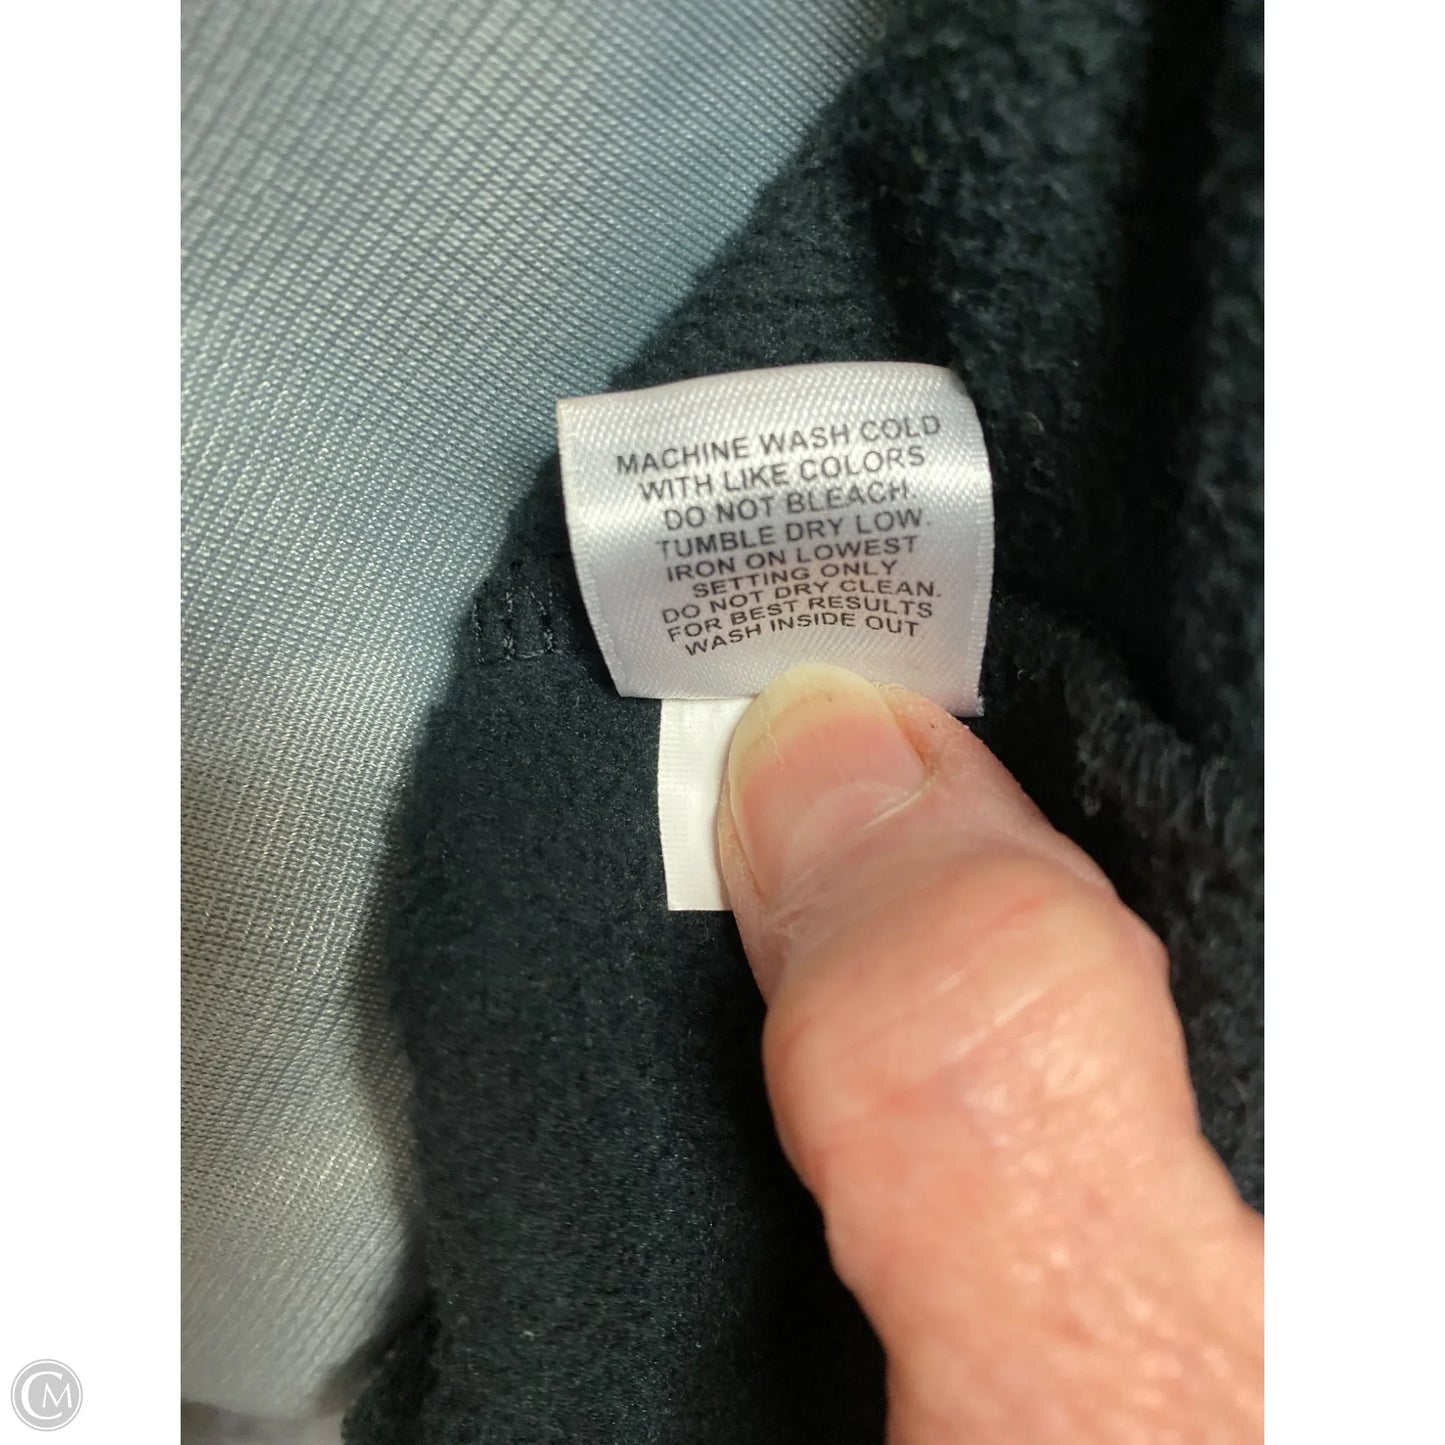 MACHINE WASH COLD
WITH LIKE COLORS
DO NOT BLEACH.
TUMBLE DRY LOW.
IRON ON LOWEST
SETTING ONLY
DO NOT DRY CLEAN.
FOR BEST RESULTS
WASH INSIDE OUT
CM